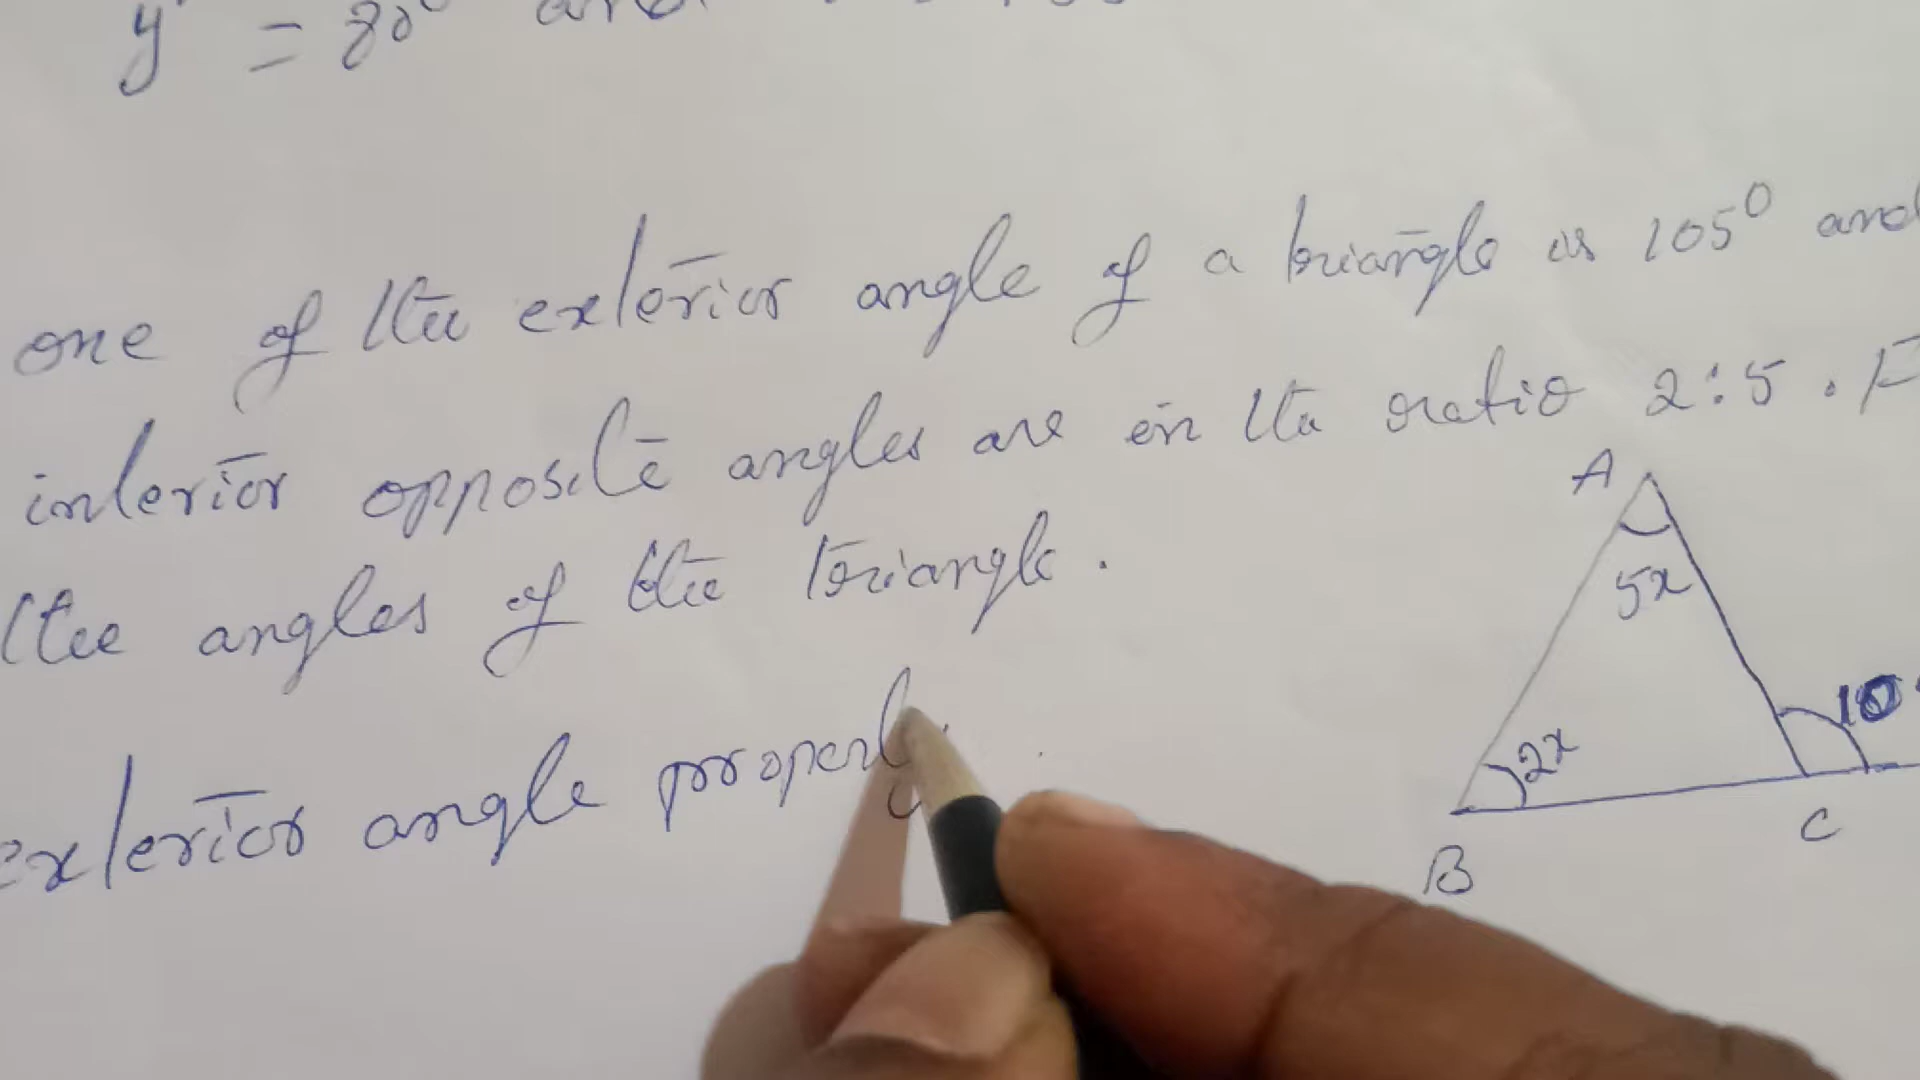 y = 80° and
one of the exterior angle of a triangle is 105° and
interior opposite angles are in the ratio 2:5. F
the angles of the triangle.
exterior angle property
A
5x
2x
10
B
C